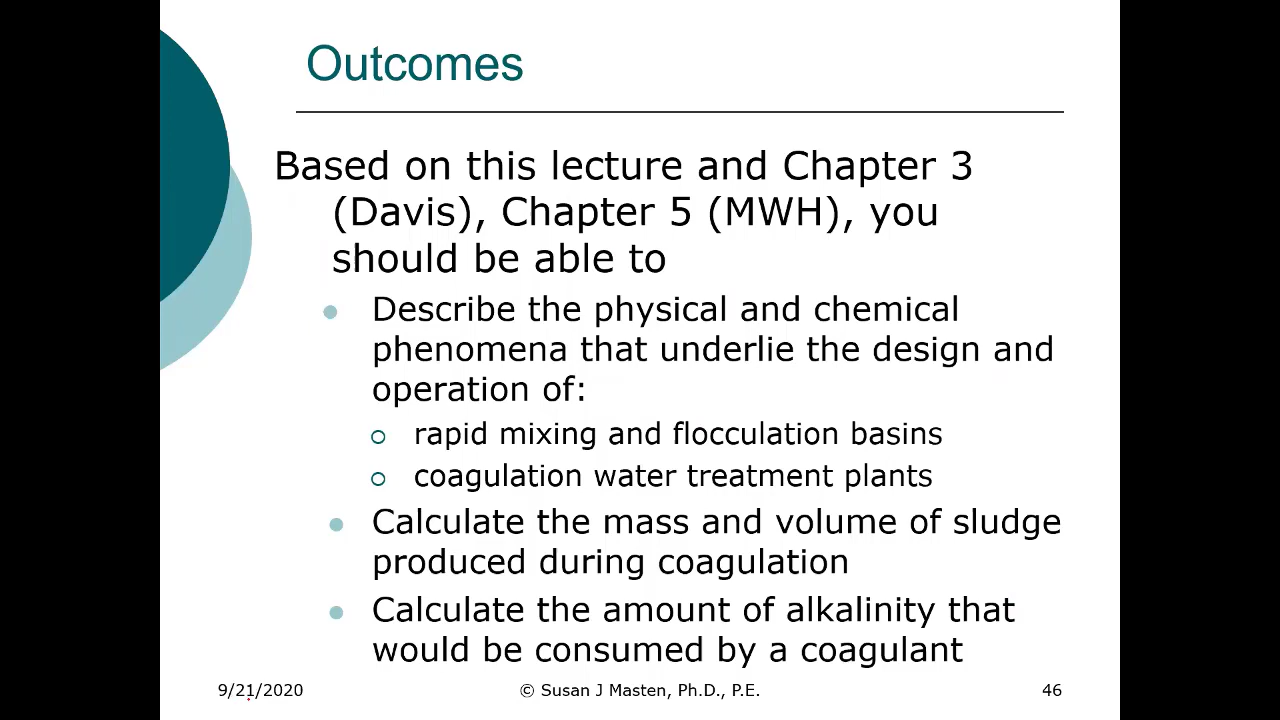 Outcomes
Based on this lecture and Chapter 3
(Davis), Chapter 5 (MWH), you
should be able to
Describe the physical and chemical
phenomena that underlie the design and
operation of:
rapid mixing and flocculation basins
coagulation water treatment plants
Calculate the mass and volume of sludge
produced during coagulation
Calculate the amount of alkalinity that
would be consumed by a coagulant
9/21/2020
© Susan J Masten, Ph.D., P.E.
46